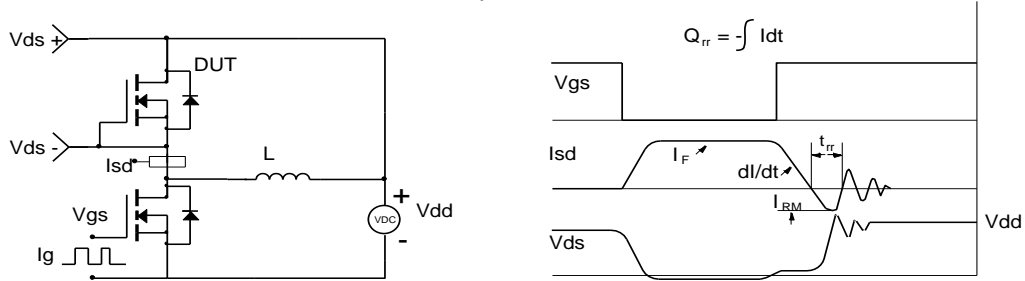 Vds +
DUT
Vds -
Isd
L
Vgs
Ig
+
VDC
-
Vdd
Qrr = -∫ Idt
Vgs
Isd
IF
dI/dt
trr
IRM
Vds
Vdd